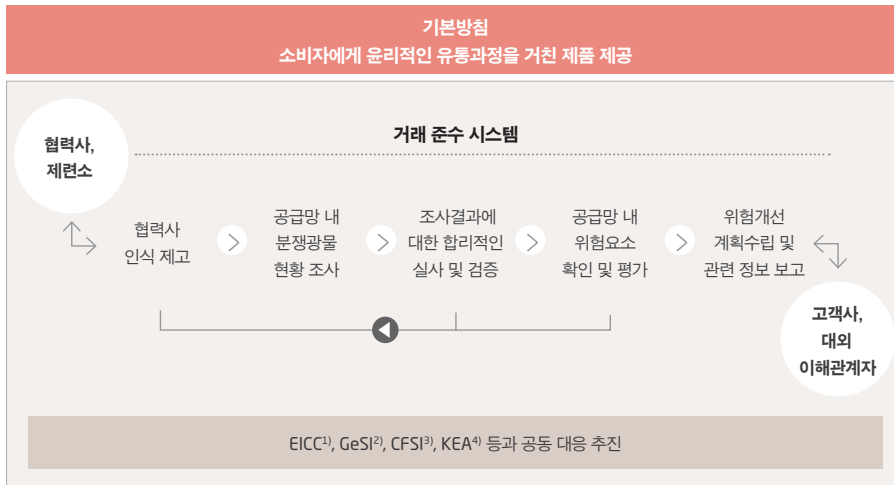 기본방침
소비자에게 윤리적인 유통과정을 거친 제품 제공
협력사,
제련소
거래 준수 시스템
협력사
인식 제고
공급망 내
분쟁광물
현황 조사
조사결과에
대한 합리적인
실사 및 검증
공급망 내
위험요소
확인 및 평가
위험개선
계획수립 및
관련 정보 보고
고객사,
대외
이해관계자
EICC1), GeSI2), CFSI3), KEA4) 등과 공동 대응 추진